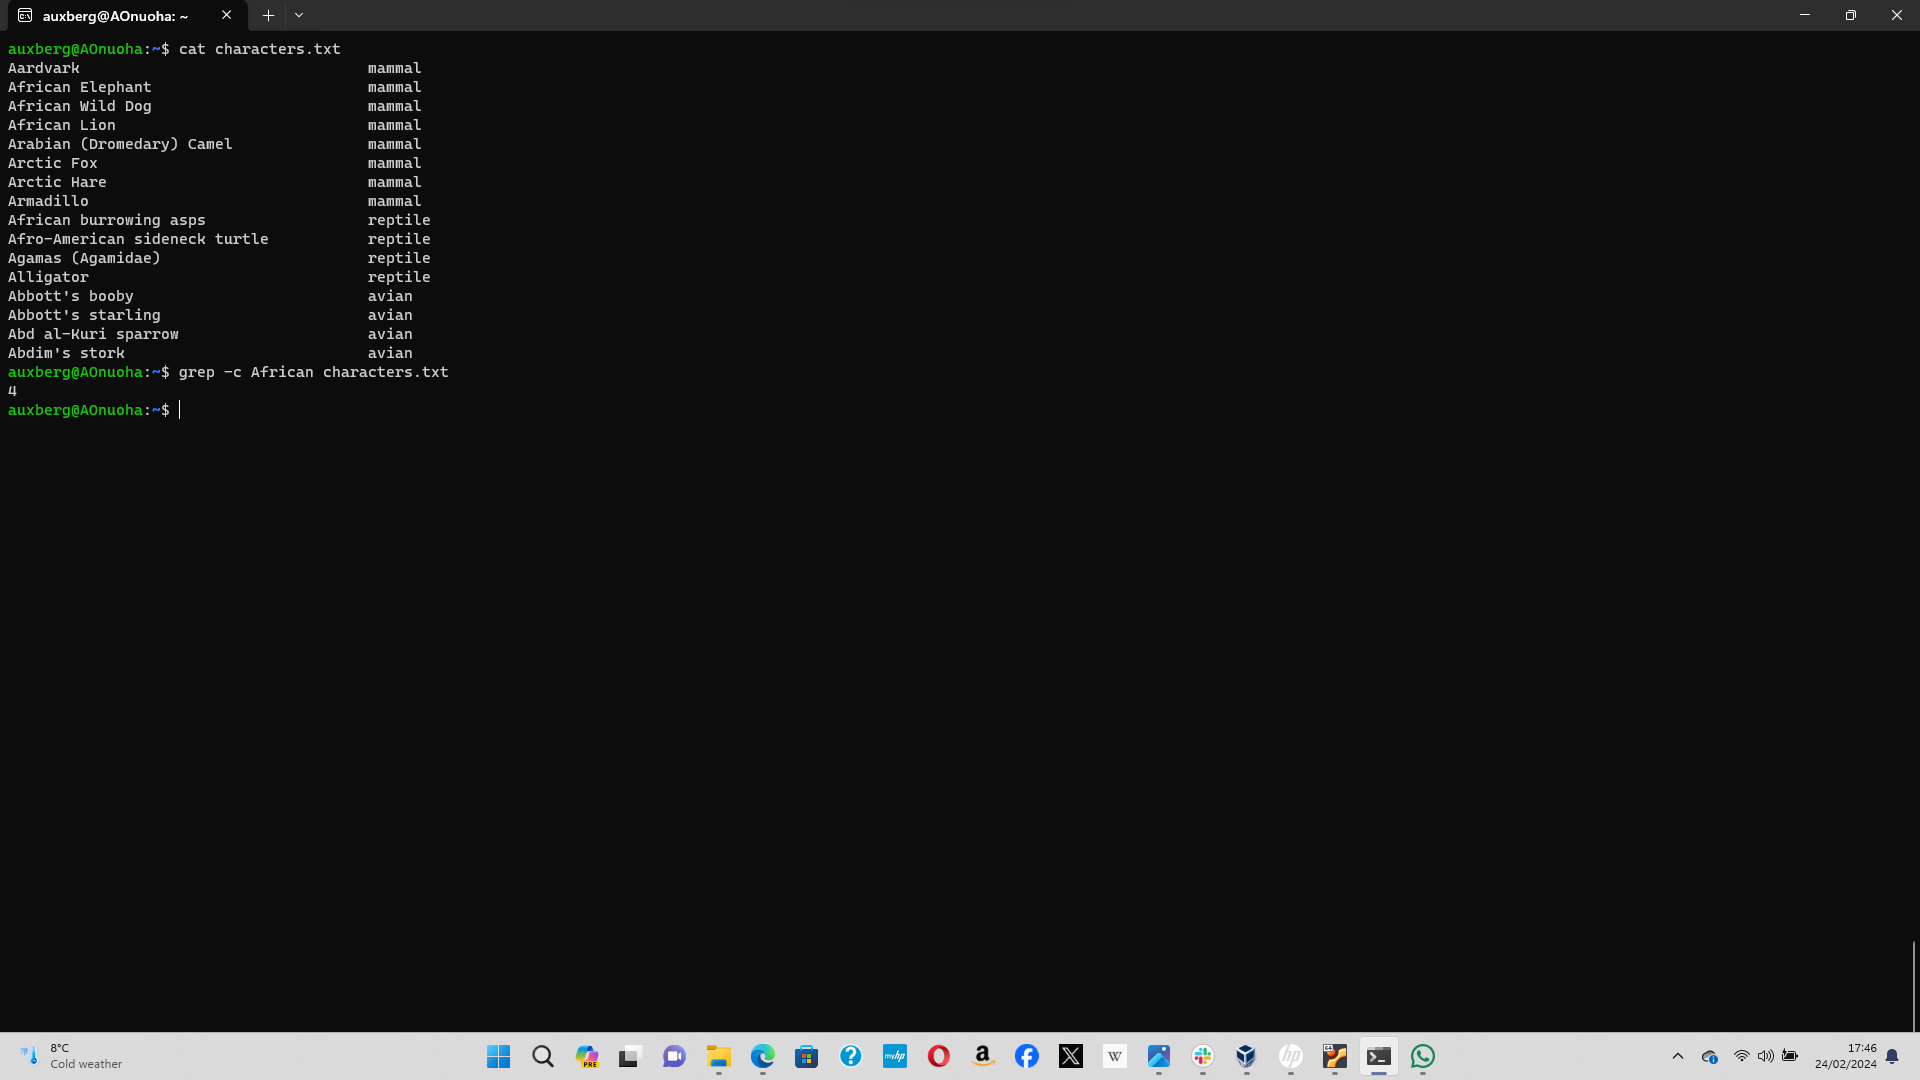 auxberg@AOnuoha: ~
auxberg@AOnuoha:~$ cat characters.txt
Aardvark                                mammal
African Elephant                        mammal
African Wild Dog                        mammal
African Lion                            mammal
Arabian (Dromedary) Camel               mammal
Arctic Fox                              mammal
Arctic Hare                             mammal
Armadillo                               mammal
African burrowing asps                  reptile
Afro-American sideneck turtle           reptile
Agamas (Agamidae)                       reptile
Alligator                               reptile
Abbott's booby                          avian
Abbott's starling                       avian
Abd al-Kuri sparrow                     avian
Abdim's stork                           avian
auxberg@AOnuoha:~$ grep -c African characters.txt
4
auxberg@AOnuoha:~$
8°C
Cold weather
PRE
myhp
a
X
W
hp
64
17:46
24/02/2024